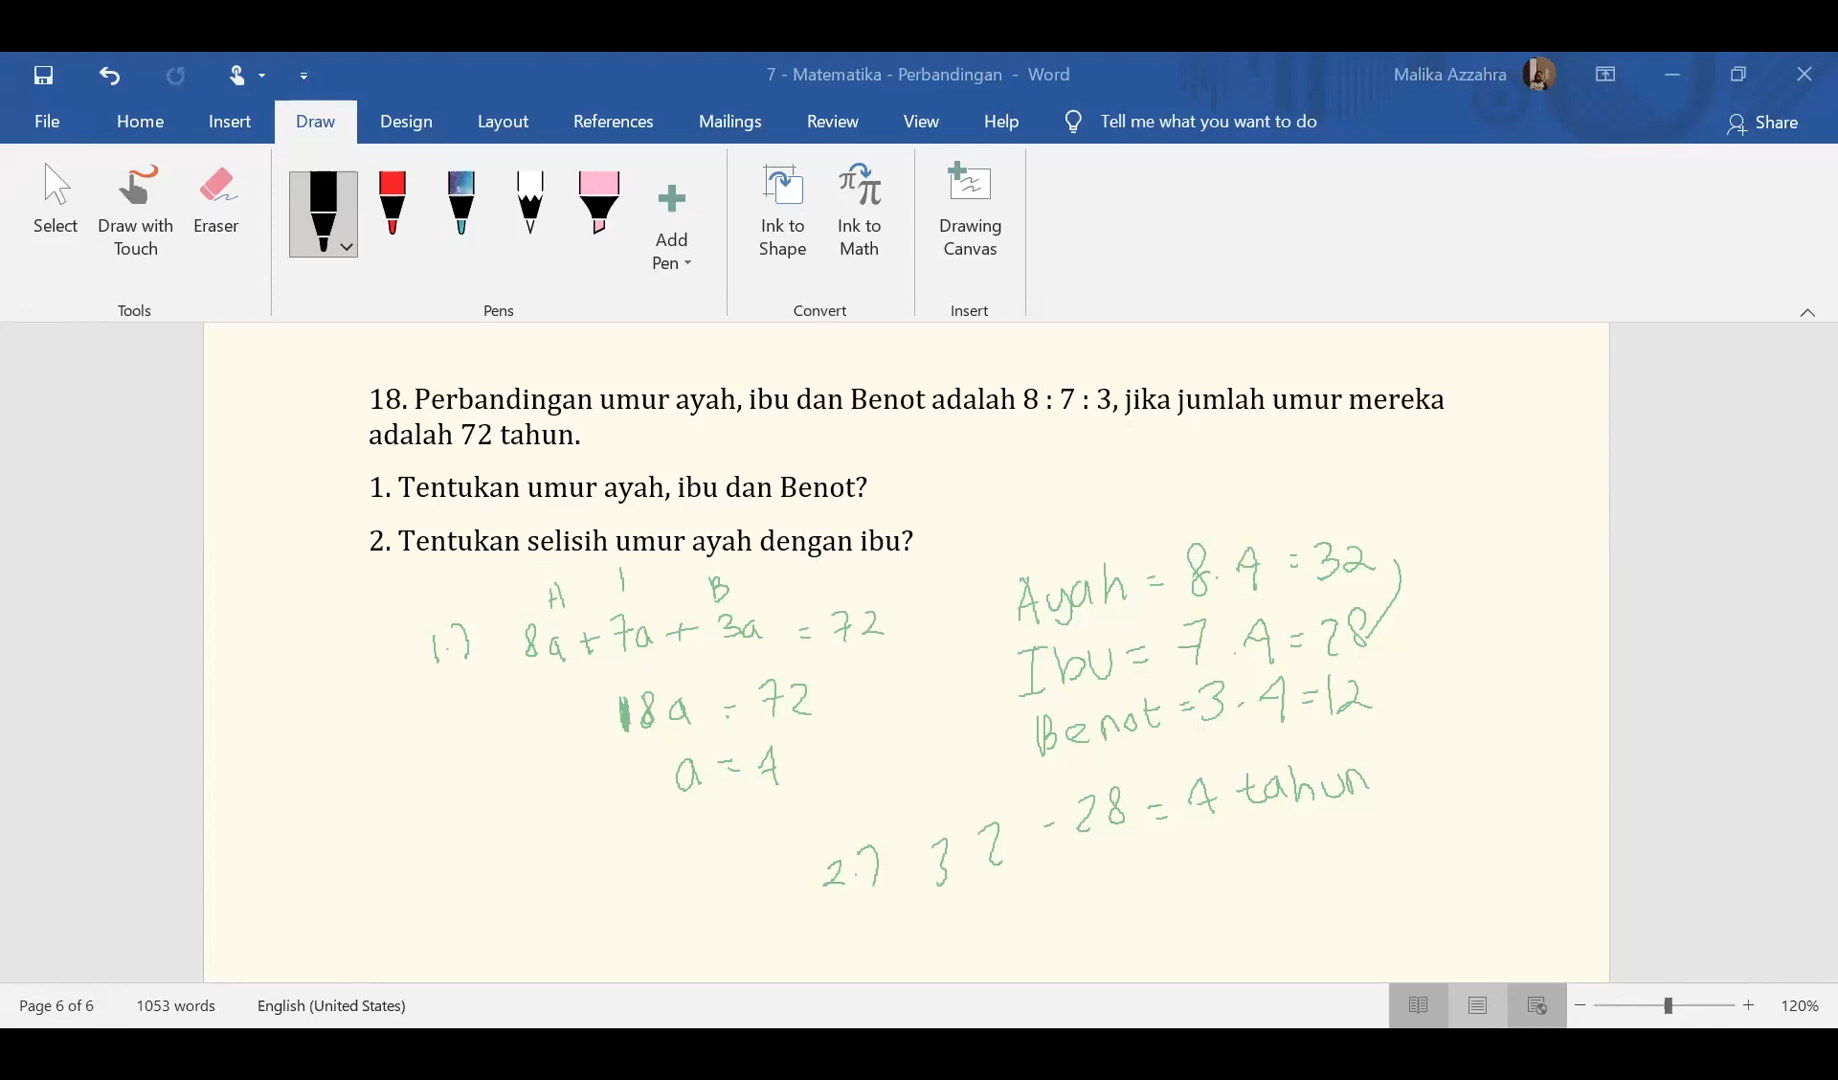 7 - Matematika - Perbandingan - Word
Malika Azzahra
File Home Insert Draw Design Layout References Mailings Review View Help Tell me what you want to do Share
Select
Draw with Touch
Eraser
Add Pen
Ink to Shape
Ink to Math
Drawing Canvas
Tools Pens Convert Insert
18. Perbandingan umur ayah, ibu dan Benot adalah 8 : 7 : 3, jika jumlah umur mereka
adalah 72 tahun.
1. Tentukan umur ayah, ibu dan Benot?
2. Tentukan selisih umur ayah dengan ibu?
A I B
1.) 8a + 7a + 3a = 72
18a = 72
a = 4
Ayah = 8 . 4 = 32
Ibu = 7 . 4 = 28
Benot = 3 . 4 = 12
2.) 32 - 28 = 4 tahun
Page 6 of 6 1053 words English (United States) 120%